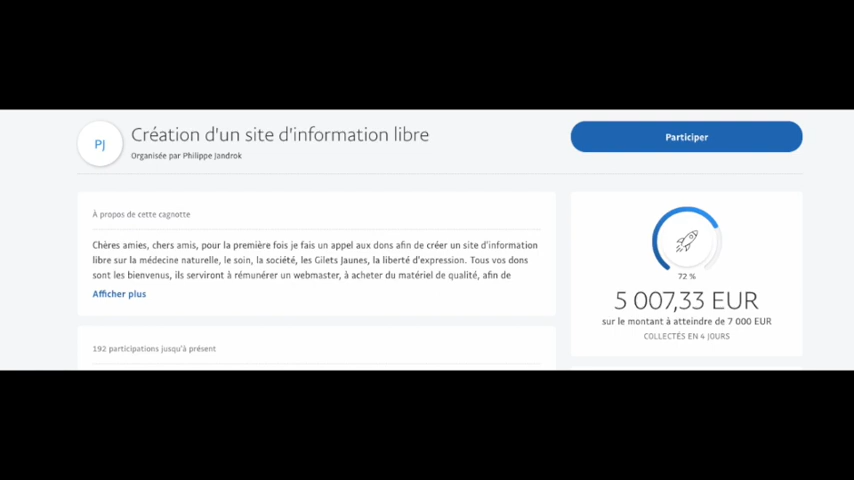 PJ
Création d'un site d'information libre
Organisée par Philippe Jandrok
Participer
À propos de cette cagnotte
Chères amies, chers amis, pour la première fois je fais un appel aux dons afin de créer un site d'information
libre sur la médecine naturelle, le soin, la société, les Gilets Jaunes, la liberté d'expression. Tous vos dons
sont les bienvenus, ils serviront à rémunérer un webmaster, à acheter du matériel de qualité, afin de
Afficher plus
192 participations jusqu'à présent
72 %
5 007,33 EUR
sur le montant à atteindre de 7 000 EUR
COLLECTÉS EN 4 JOURS